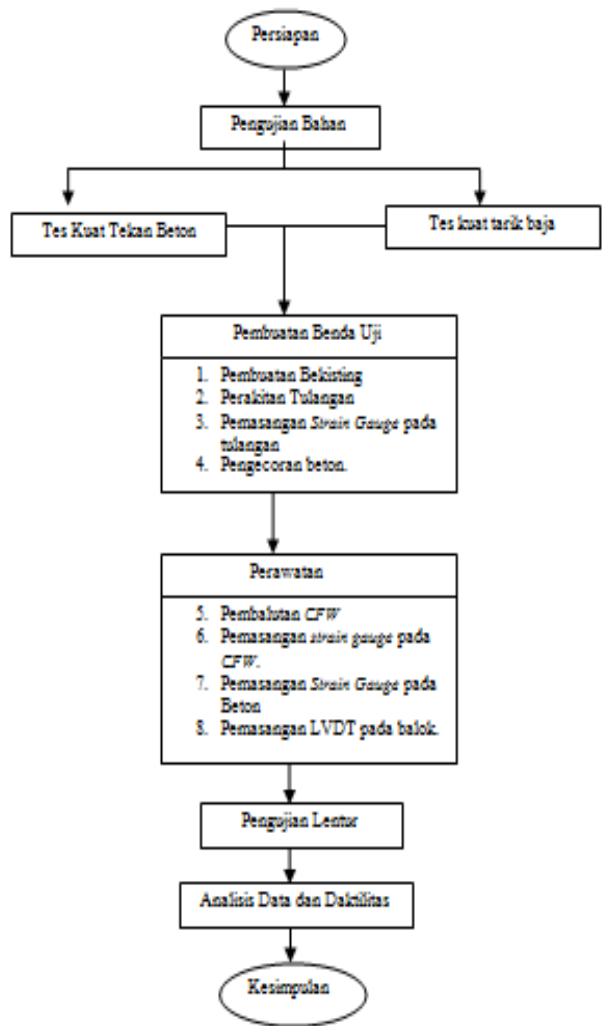 Persiapan
Pengujian Bahan
Tes Kuat Tekan Beton
Tes kuat tarik baja
Pembuatan Benda Uji
1. Pembuatan Bekisting
2. Perakitan Tulangan
3. Pemasangan Strain Gauge pada
tulangan
4. Pengecoran beton.
Perawatan
5. Pembalutan CFW
6. Pemasangan strain gauge pada
CFW.
7. Pemasangan Strain Gauge pada
Beton
8. Pemasangan LVDT pada balok.
Pengujian Lentur
Analisis Data dan Daktilitas
Kesimpulan